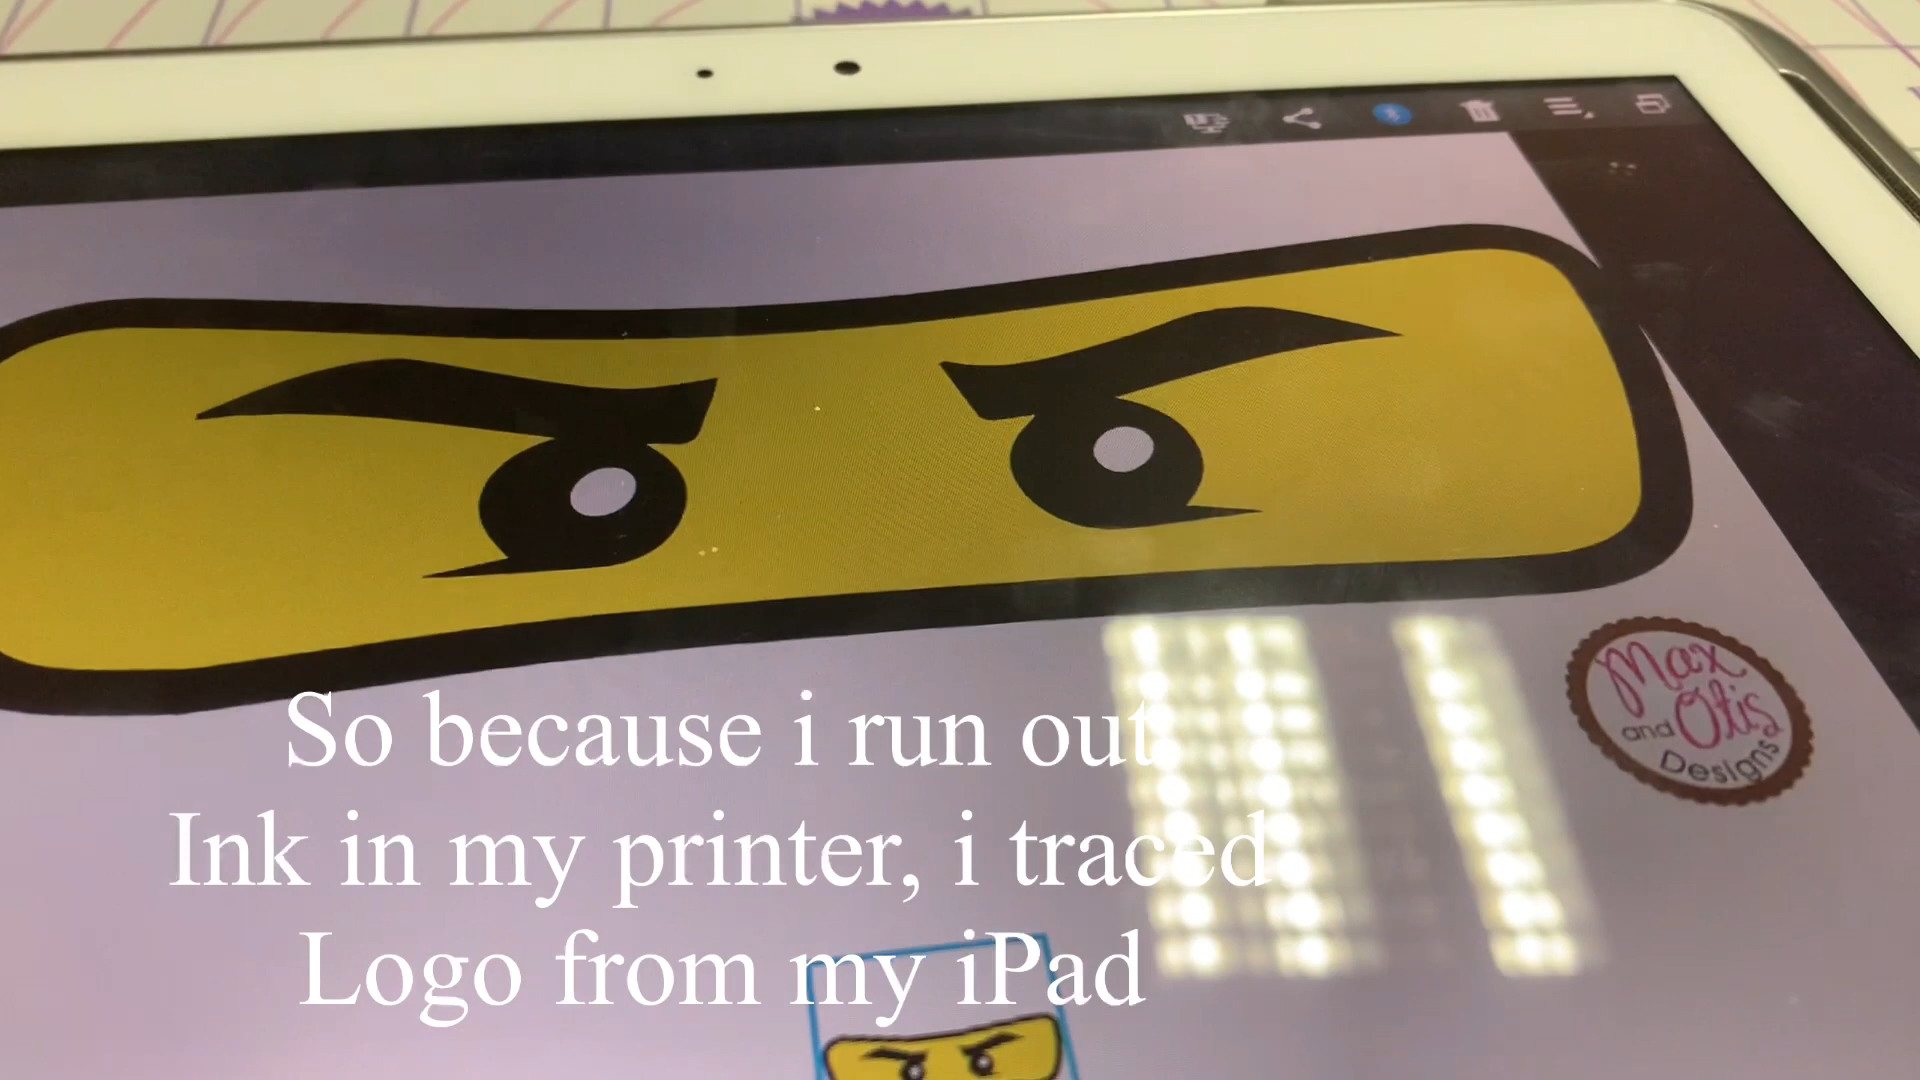 Max
and Otis
Designs
So because i run out
Ink in my printer, i traced
Logo from my iPad